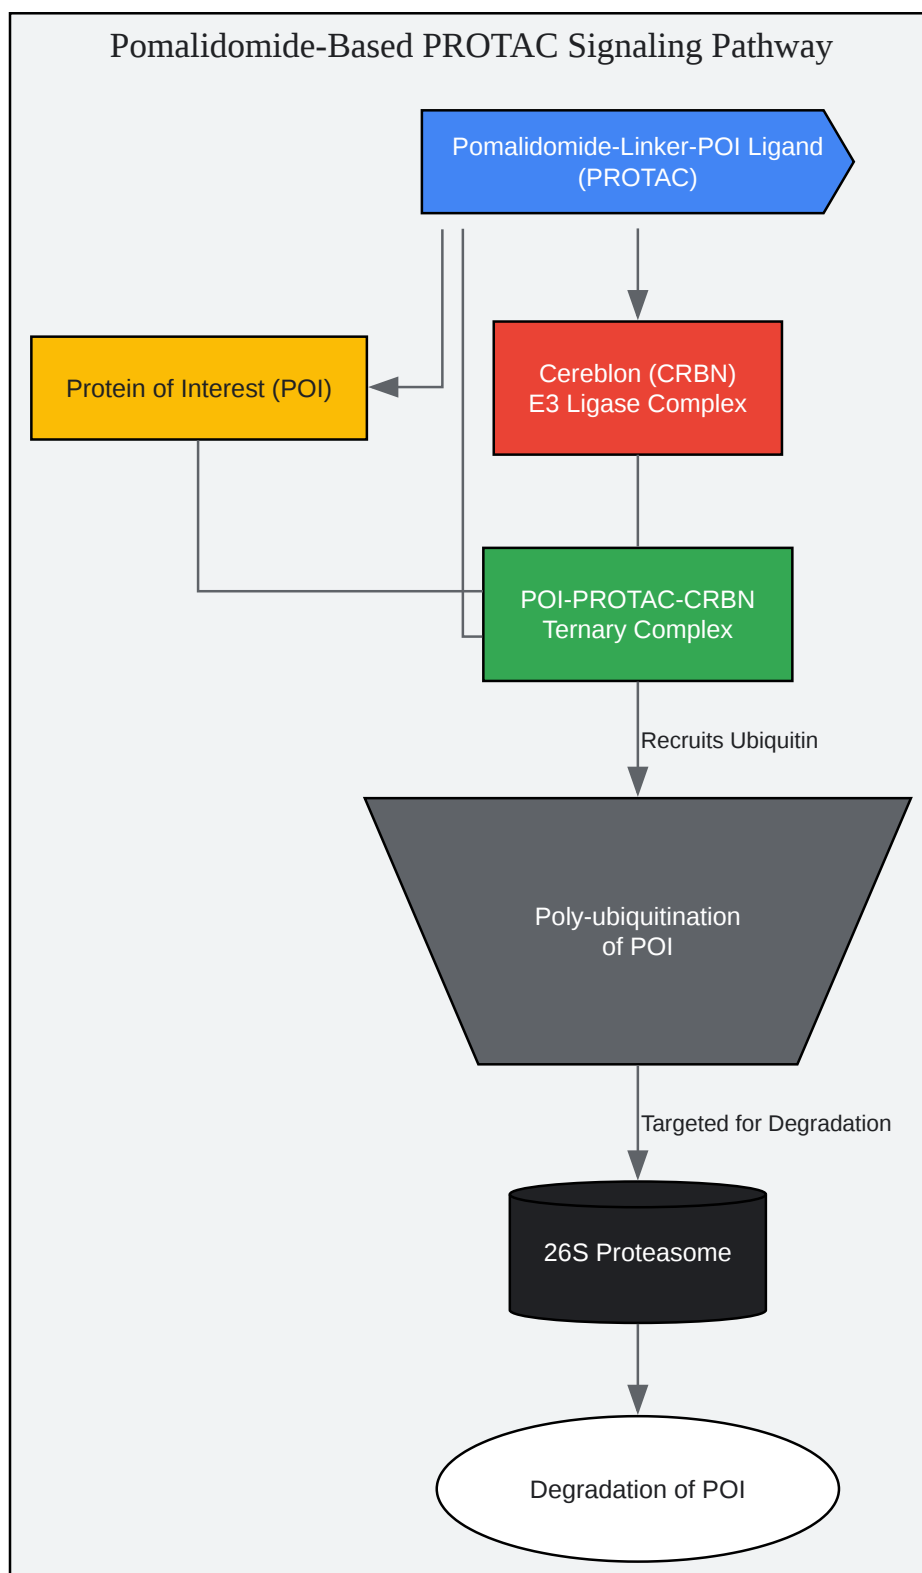 Pomalidomide-Based PROTAC Signaling Pathway
Pomalidomide-Linker-POI Ligand
(PROTAC)
Protein of Interest (POI)
Cereblon (CRBN)
E3 Ligase Complex
POI-PROTAC-CRBN
Ternary Complex
Recruits Ubiquitin
Poly-ubiquitination
of POI
Targeted for Degradation
26S Proteasome
Degradation of POI